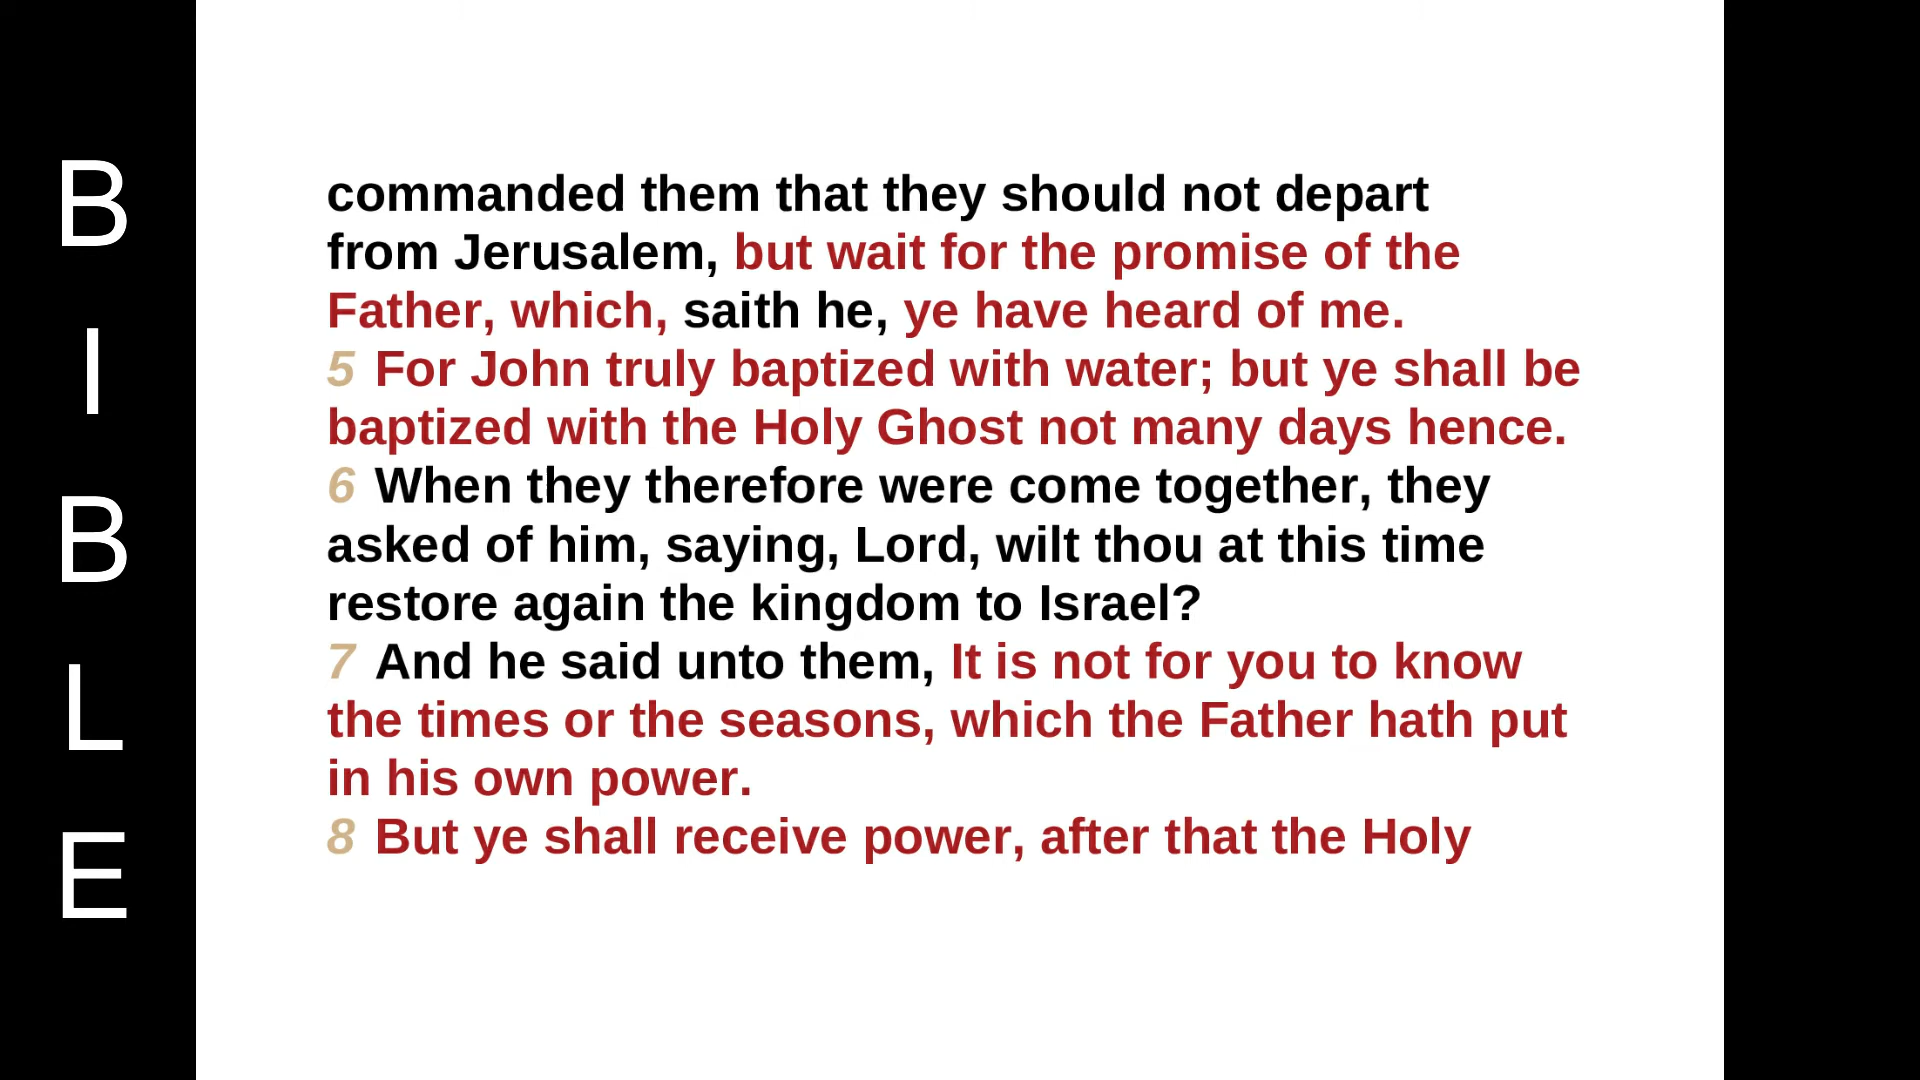 B
I
B
L
E
commanded them that they should not depart
from Jerusalem, but wait for the promise of the
Father, which, saith he, ye have heard of me.
5 For John truly baptized with water; but ye shall be
baptized with the Holy Ghost not many days hence.
6 When they therefore were come together, they
asked of him, saying, Lord, wilt thou at this time
restore again the kingdom to Israel?
7 And he said unto them, It is not for you to know
the times or the seasons, which the Father hath put
in his own power.
8 But ye shall receive power, after that the Holy